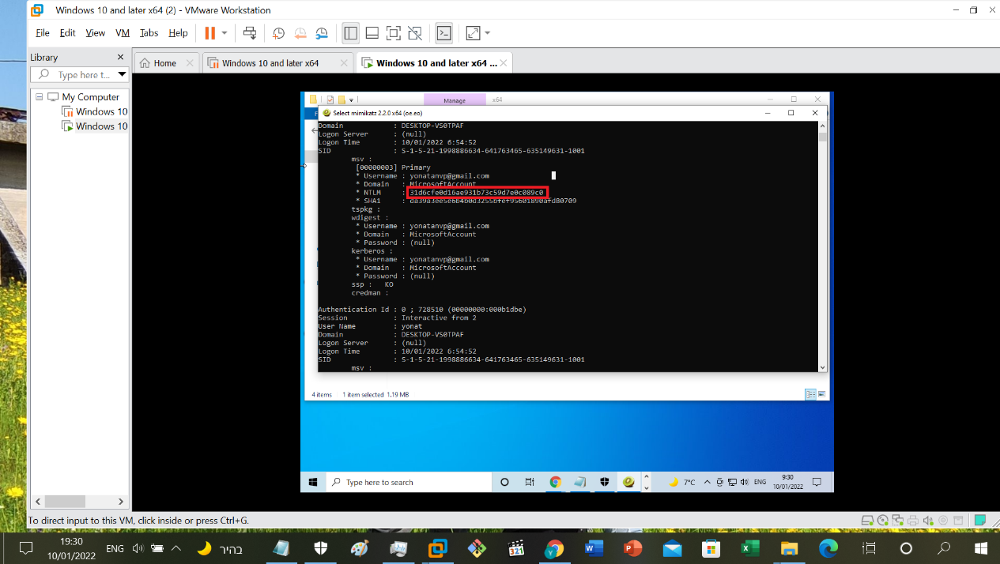 Windows 10 and later x64 (2) - VMware Workstation
File Edit View VM Tabs Help
Library
Type here t...
My Computer
Windows 10
Windows 10
Home
Windows 10 and later x64
Windows 10 and later x64 ...
Manage
x64
Select mimikatz 2.2.0 x64 (oe.eo)
Domain : DESKTOP-VS0TPAF
Logon Server : (null)
Logon Time : 10/01/2022 6:54:52
SID : S-1-5-21-1998886634-641763465-635149631-1001
msv :
[00000003] Primary
* Username : yonatanvp@gmail.com
* Domain : MicrosoftAccount
* NTLM : 31d6cfe0d16ae931b73c59d7e0c089c0
* SHA1 : da39a3ee5e6b4b0d3255bfef95601890afd80709
tspkg :
wdigest :
* Username : yonatanvp@gmail.com
* Domain : MicrosoftAccount
* Password : (null)
kerberos :
* Username : yonatanvp@gmail.com
* Domain : MicrosoftAccount
* Password : (null)
ssp : KO
credman :
Authentication Id : 0 ; 728510 (00000000:000b1dbe)
Session : Interactive from 2
User Name : yonat
Domain : DESKTOP-VS0TPAF
Logon Server : (null)
Logon Time : 10/01/2022 6:54:52
SID : S-1-5-21-1998886634-641763465-635149631-1001
msv :
4 items 1 item selected 1.19 MB
Type here to search
7°C
ENG
9:30
10/01/2022
To direct input to this VM, click inside or press Ctrl+G.
19:30
10/01/2022
ENG
בהיר
321